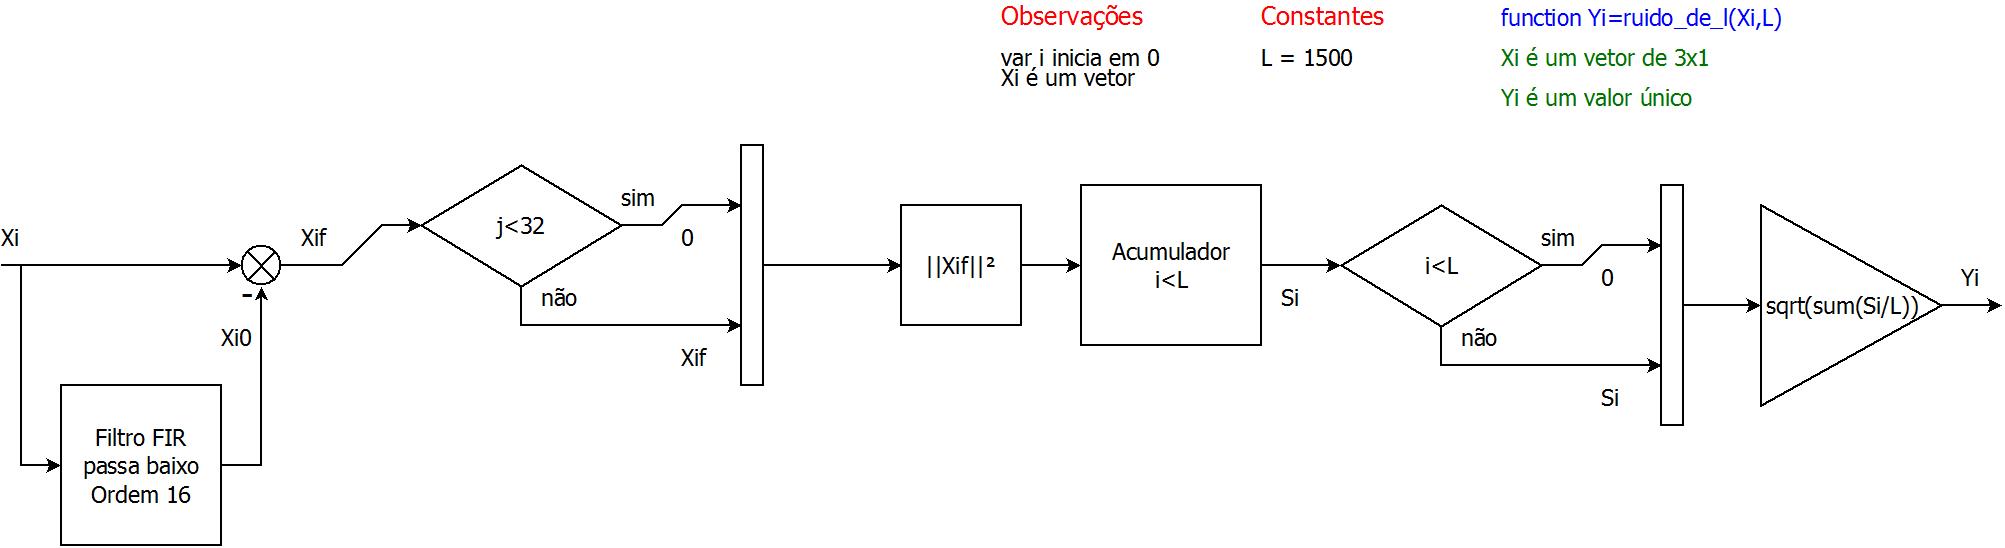 Observações
Constantes
function Yi=ruido_de_l(Xi,L)
var i inicia em 0
Xi é um vetor
L = 1500
Xi é um vetor de 3x1
Yi é um valor único
Xi
Xif
-
Xi0
Filtro FIR
passa baixo
Ordem 16
j<32
sim
0
não
Xif
||Xif||²
Acumulador
i<L
Si
i<L
sim
0
não
Si
sqrt(sum(Si/L))
Yi